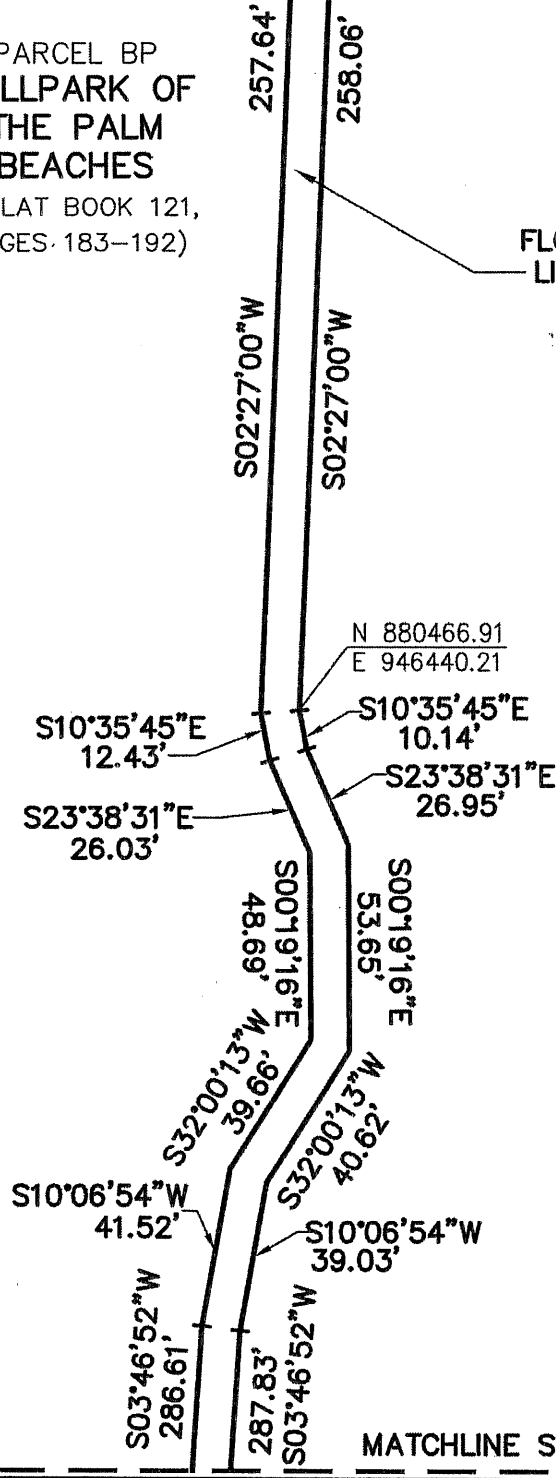 257.64'
258.06'
PARCEL BP
LLPARK OF
THE PALM
BEACHES
LAT BOOK 121,
GES 183–192)
FLO
LI
S02°27'00"W
S02°27'00"W
N 880466.91
E 946440.21
S10°35'45"E
12.43'
S10°35'45"E
10.14'
S23°38'31"E
26.03'
S23°38'31"E
26.95'
S00°19'16"E
48.69'
S00°19'16"E
53.65'
S32°00'13"W
39.66'
S32°00'13"W
40.62'
S10°06'54"W
41.52'
S10°06'54"W
39.03'
S03°46'52"W
286.61'
287.83'
S03°46'52"W
MATCHLINE S